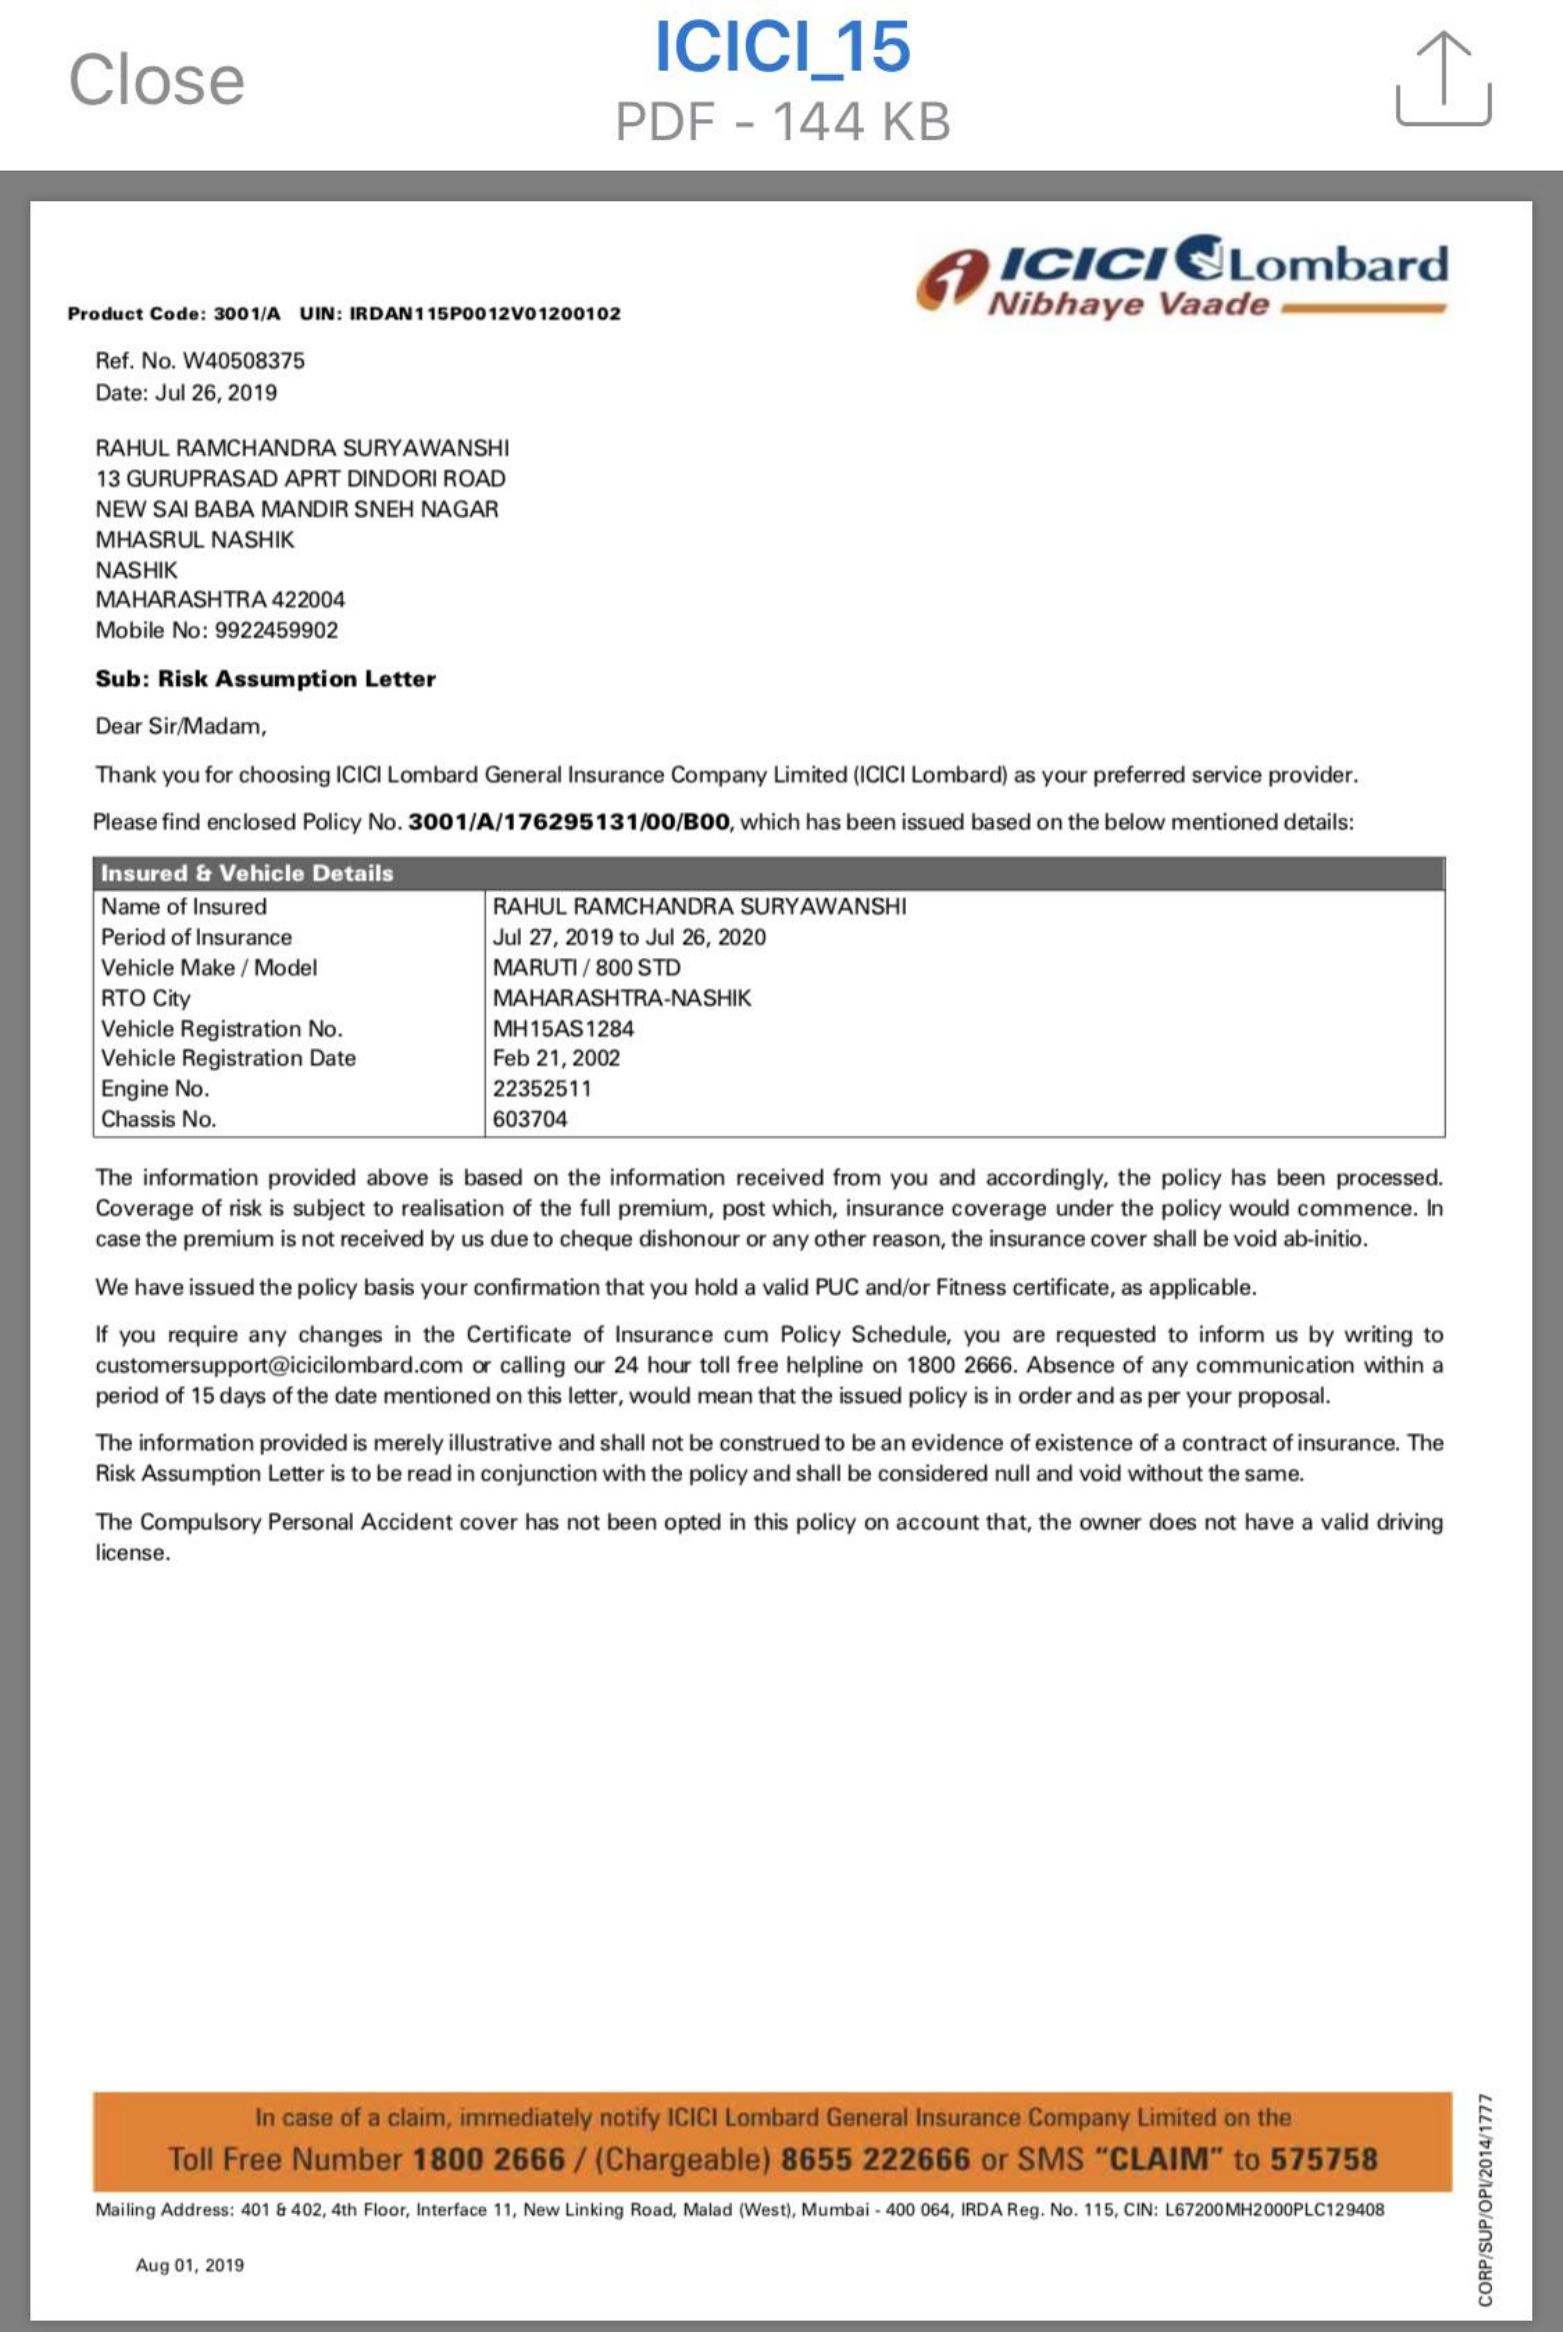 Close
ICICI_15
PDF - 144 KB
ICICI Lombard
Nibhaye Vaade
Product Code: 3001/A UIN: IRDAN115P0012V01200102
Ref. No. W40508375
Date: Jul 26, 2019
RAHUL RAMCHANDRA SURYAWANSHI
13 GURUPRASAD APRT DINDORI ROAD
NEW SAI BABA MANDIR SNEH NAGAR
MHASRUL NASHIK
NASHIK
MAHARASHTRA 422004
Mobile No: 9922459902
Sub: Risk Assumption Letter
Dear Sir/Madam,
Thank you for choosing ICICI Lombard General Insurance Company Limited (ICICI Lombard) as your preferred service provider.
Please find enclosed Policy No. 3001/A/176295131/00/B00, which has been issued based on the below mentioned details:
Insured & Vehicle Details
Name of Insured RAHUL RAMCHANDRA SURYAWANSHI
Period of Insurance Jul 27, 2019 to Jul 26, 2020
Vehicle Make / Model MARUTI / 800 STD
RTO City MAHARASHTRA-NASHIK
Vehicle Registration No. MH15AS1284
Vehicle Registration Date Feb 21, 2002
Engine No. 22352511
Chassis No. 603704
The information provided above is based on the information received from you and accordingly, the policy has been processed.
Coverage of risk is subject to realisation of the full premium, post which, insurance coverage under the policy would commence. In
case the premium is not received by us due to cheque dishonour or any other reason, the insurance cover shall be void ab-initio.
We have issued the policy basis your confirmation that you hold a valid PUC and/or Fitness certificate, as applicable.
If you require any changes in the Certificate of Insurance cum Policy Schedule, you are requested to inform us by writing to
customersupport@icicilombard.com or calling our 24 hour toll free helpline on 1800 2666. Absence of any communication within a
period of 15 days of the date mentioned on this letter, would mean that the issued policy is in order and as per your proposal.
The information provided is merely illustrative and shall not be construed to be an evidence of existence of a contract of insurance. The
Risk Assumption Letter is to be read in conjunction with the policy and shall be considered null and void without the same.
The Compulsory Personal Accident cover has not been opted in this policy on account that, the owner does not have a valid driving
license.
In case of a claim, immediately notify ICICI Lombard General Insurance Company Limited on the
Toll Free Number 1800 2666 / (Chargeable) 8655 222666 or SMS “CLAIM” to 575758
Mailing Address: 401 & 402, 4th Floor, Interface 11, New Linking Road, Malad (West), Mumbai - 400 064, IRDA Reg. No. 115, CIN: L67200MH2000PLC129408
Aug 01, 2019
CORP/SUP/OPI/2014/1777